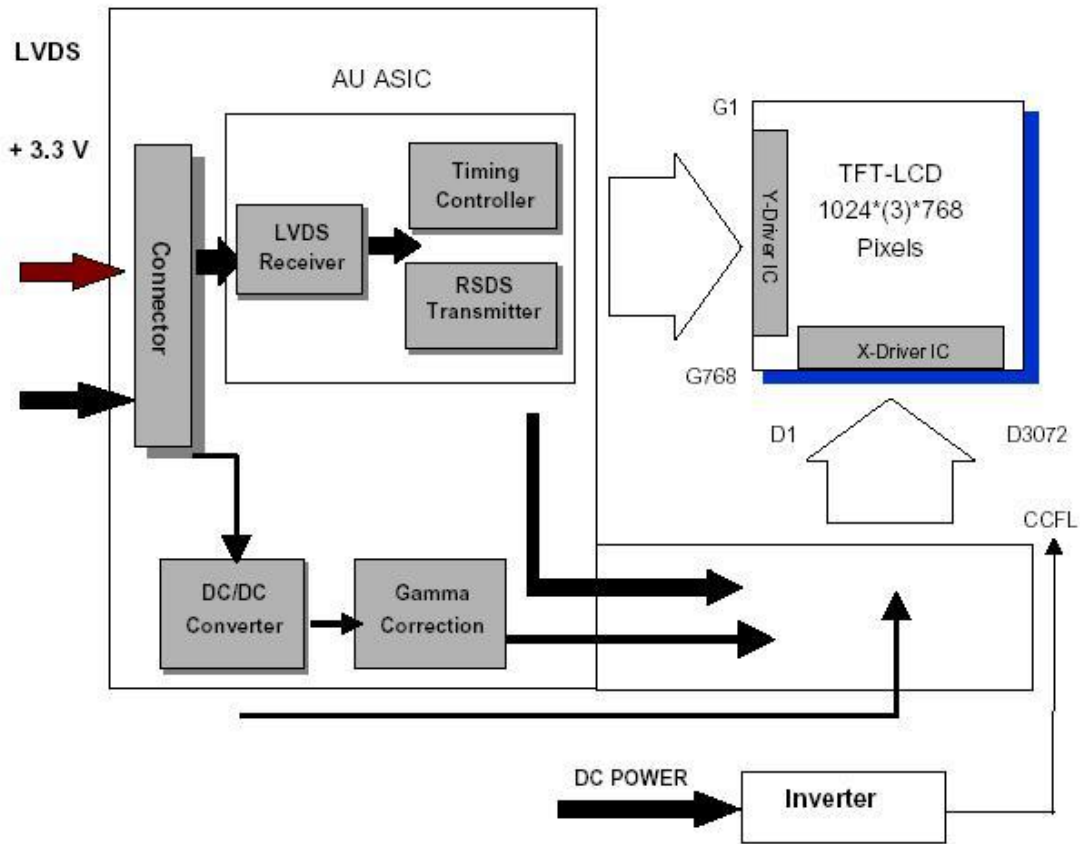 LVDS
+ 3.3 V
AU ASIC
Connector
LVDS
Receiver
Timing
Controller
RSDS
Transmitter
DC/DC
Converter
Gamma
Correction
G1
Y-Driver IC
TFT-LCD
1024*(3)*768
Pixels
X-Driver IC
G768
D1
D3072
CCFL
DC POWER
Inverter